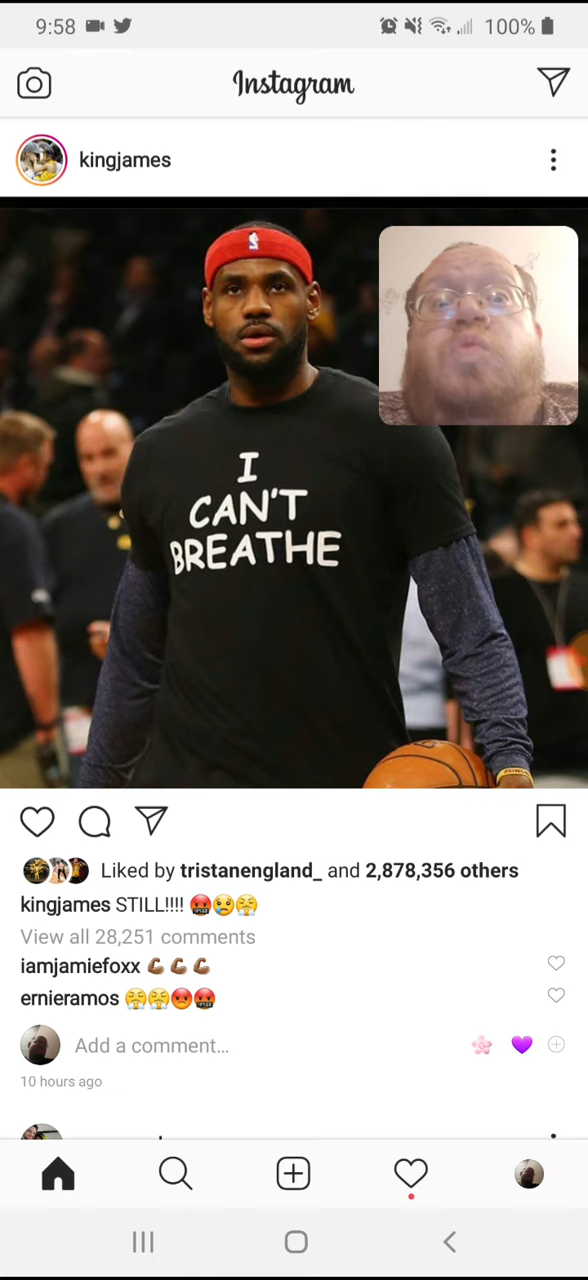 9:58
100%
Instagram
kingjames
I
CAN'T
BREATHE
Liked by tristanengland_ and 2,878,356 others
kingjames STILL!!!! 🤬😢😤
View all 28,251 comments
iamjamiefoxx 💪🏾💪🏾💪🏾
ernieramos 😤😤😡🤬
Add a comment...
10 hours ago